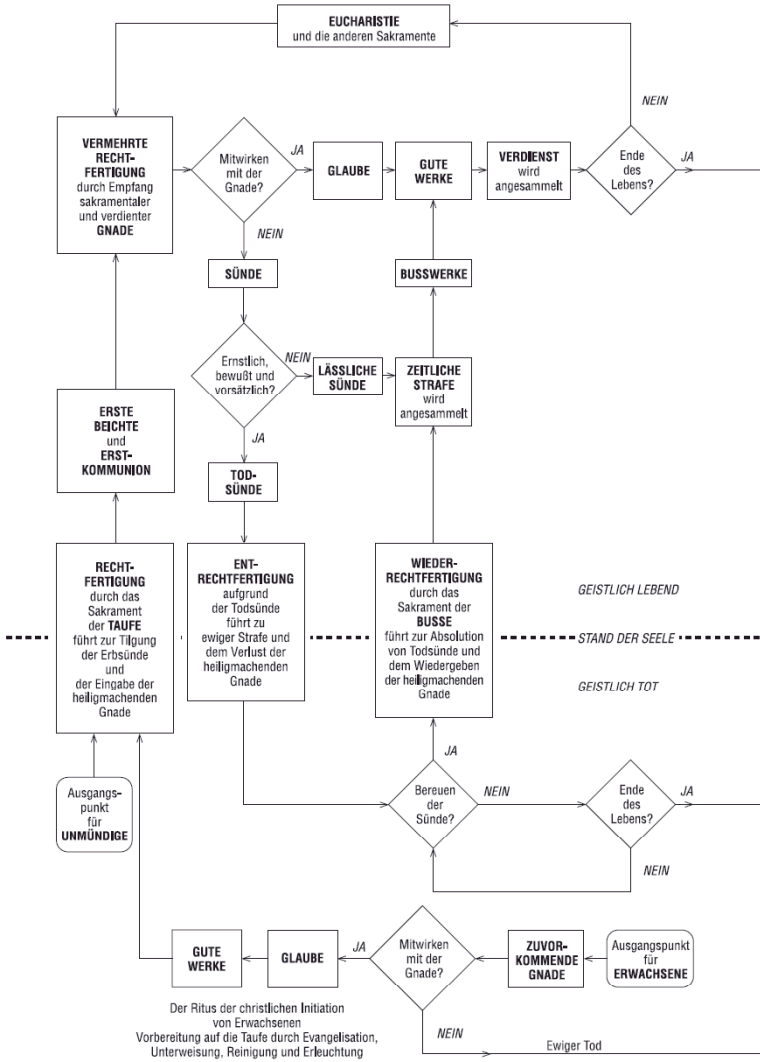 EUCHARISTIE
und die anderen Sakramente
NEIN
VERMEHRTE
RECHT-
FERTIGUNG
durch Empfang
sakramentaler
und verdienter
GNADE
Mitwirken
mit der
Gnade?
JA
GLAUBE
GUTE
WERKE
VERDIENST
wird
angesammelt
Ende
des
Lebens?
JA
NEIN
SÜNDE
BUSSWERKE
Ernstlich,
bewußt und
vorsätzlich?
NEIN
LÄSSLICHE
SÜNDE
ZEITLICHE
STRAFE
wird
angesammelt
ERSTE
BEICHTE
und
ERST-
KOMMUNION
JA
TOD-
SÜNDE
RECHT-
FERTIGUNG
durch das
Sakrament
der TAUFE
führt zur Tilgung
der Erbsünde
und
der Eingabe der
heiligmachenden
Gnade
ENT-
RECHTFERTIGUNG
aufgrund
der Todsünde
führt zu
ewiger Strafe und
dem Verlust der
heiligmachenden
Gnade
WIEDER-
RECHTFERTIGUNG
durch das
Sakrament der
BUSSE
führt zur Absolution
von Todsünde und
dem Wiedergeben
der heiligmachenden
Gnade
GEISTLICH LEBEND
STAND DER SEELE
GEISTLICH TOT
JA
Ausgangs-
punkt
für
UNMÜNDIGE
Bereuen
der
Sünde?
NEIN
Ende
des
Lebens?
JA
NEIN
GUTE
WERKE
GLAUBE
JA
Mitwirken
mit der
Gnade?
ZUVOR-
KOMMENDE
GNADE
Ausgangspunkt
für
ERWACHSENE
Der Ritus der christlichen Initiation
von Erwachsenen
Vorbereitung auf die Taufe durch Evangelisation,
Unterweisung, Reinigung und Erleuchtung
NEIN
Ewiger Tod